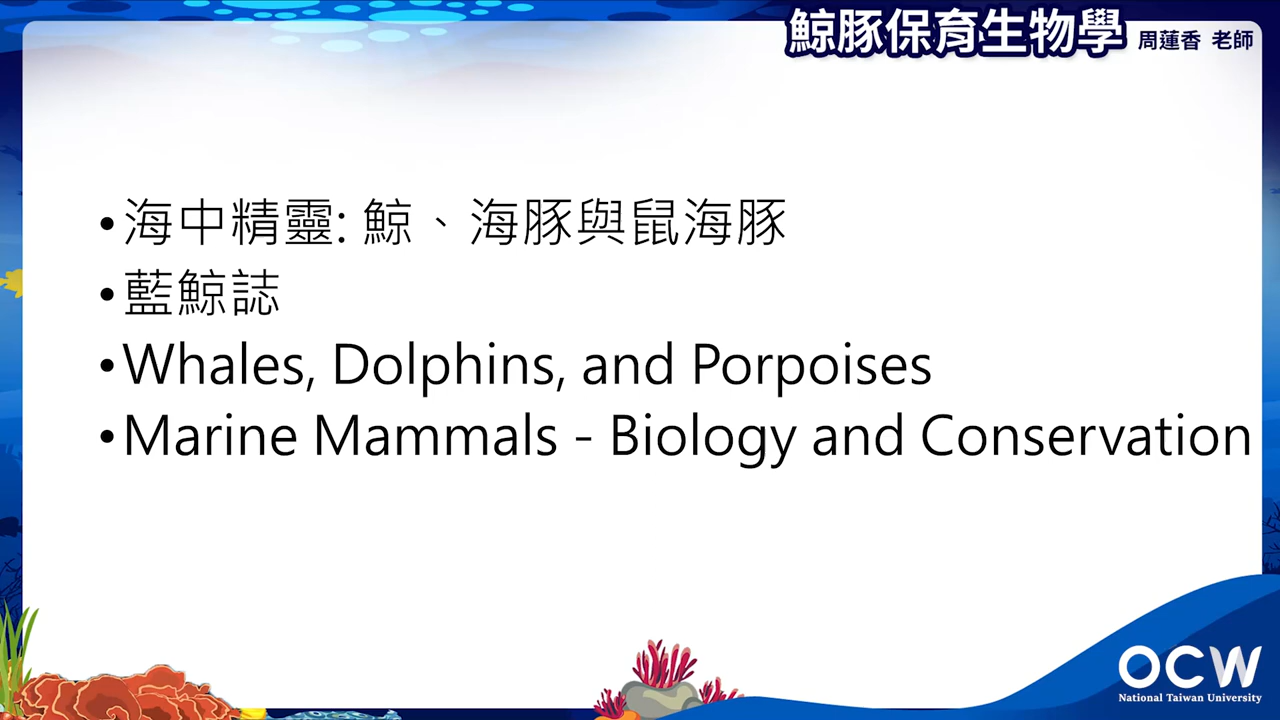 鯨豚保育生物學 周蓮香 老師
•海中精靈: 鯨、海豚與鼠海豚
•藍鯨誌
•Whales, Dolphins, and Porpoises
•Marine Mammals - Biology and Conservation
OCW
National Taiwan University